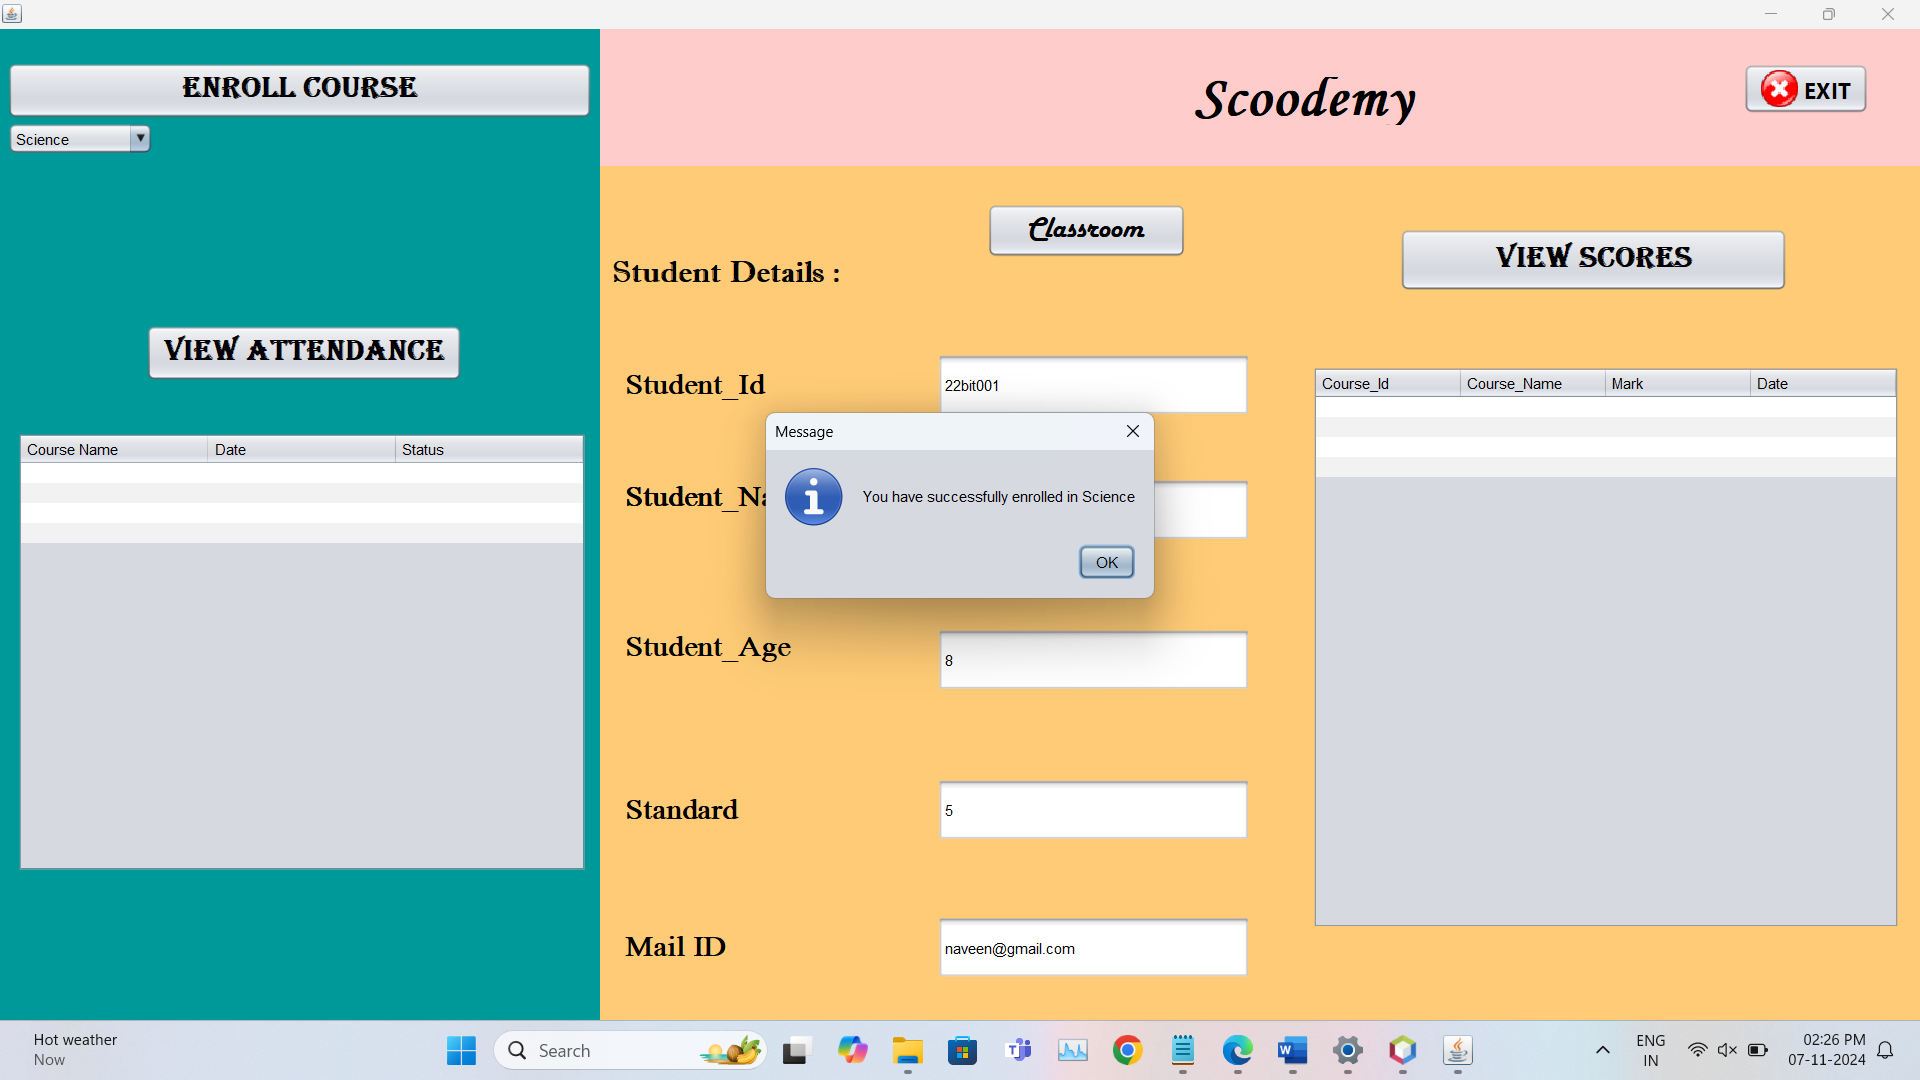 ENROLL COURSE
Science
VIEW ATTENDANCE
Course Name Date Status
Scoodemy
EXIT
Classroom
Student Details :
VIEW SCORES
Student_Id
22bit001
Course_Id Course_Name Mark Date
Message
You have successfully enrolled in Science
OK
Student_Age
8
Standard
5
Mail ID
naveen@gmail.com
Hot weather
Now
Search
ENG
IN
02:26 PM
07-11-2024